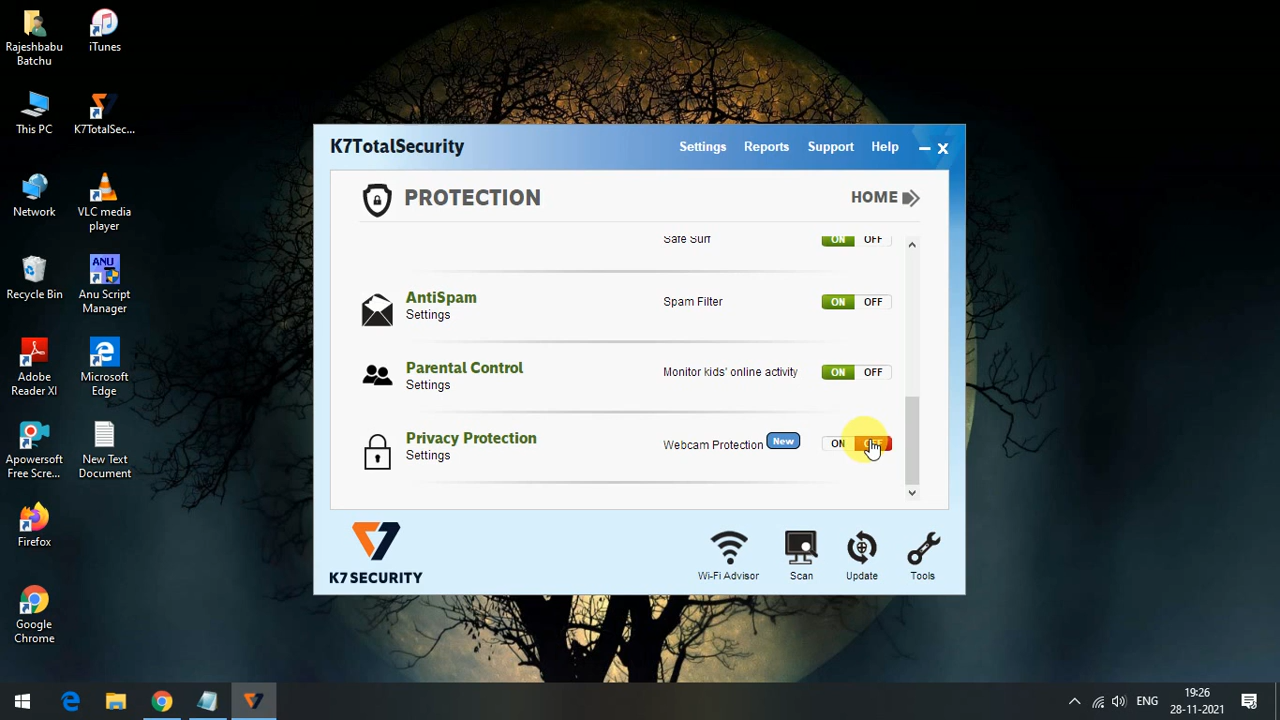 Rajeshbabu
Batchu
iTunes
This PC
K7TotalSec...
Network
VLC media
player
Recycle Bin
Anu Script
Manager
Adobe
Reader XI
Microsoft
Edge
Apowersoft
Free Scre...
New Text
Document
Firefox
Google
Chrome
K7TotalSecurity
Settings
Reports
Support
Help
PROTECTION
HOME
Safe Surf
ON OFF
AntiSpam
Settings
Spam Filter
ON OFF
Parental Control
Settings
Monitor kids' online activity
ON OFF
Privacy Protection
Settings
Webcam Protection New
ON OFF
K7 SECURITY
Wi-Fi Advisor
Scan
Update
Tools
ENG
19:26
28-11-2021